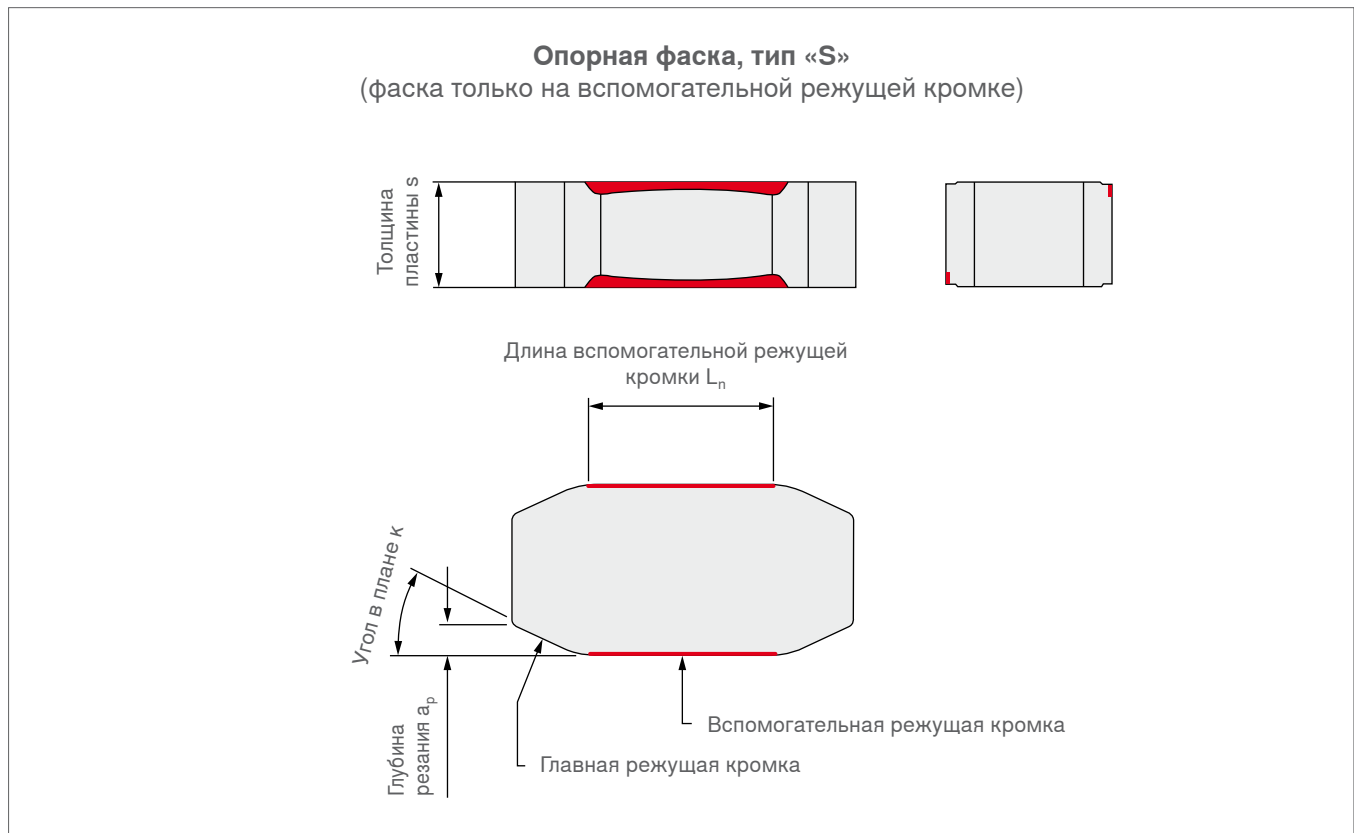 Опорная фаска, тип «S»
(фаска только на вспомогательной режущей кромке)
Толщина
пластины s
Длина вспомогательной режущей
кромки Lₙ
Угол в плане κ
Глубина
резания aₚ
Вспомогательная режущая кромка
Главная режущая кромка